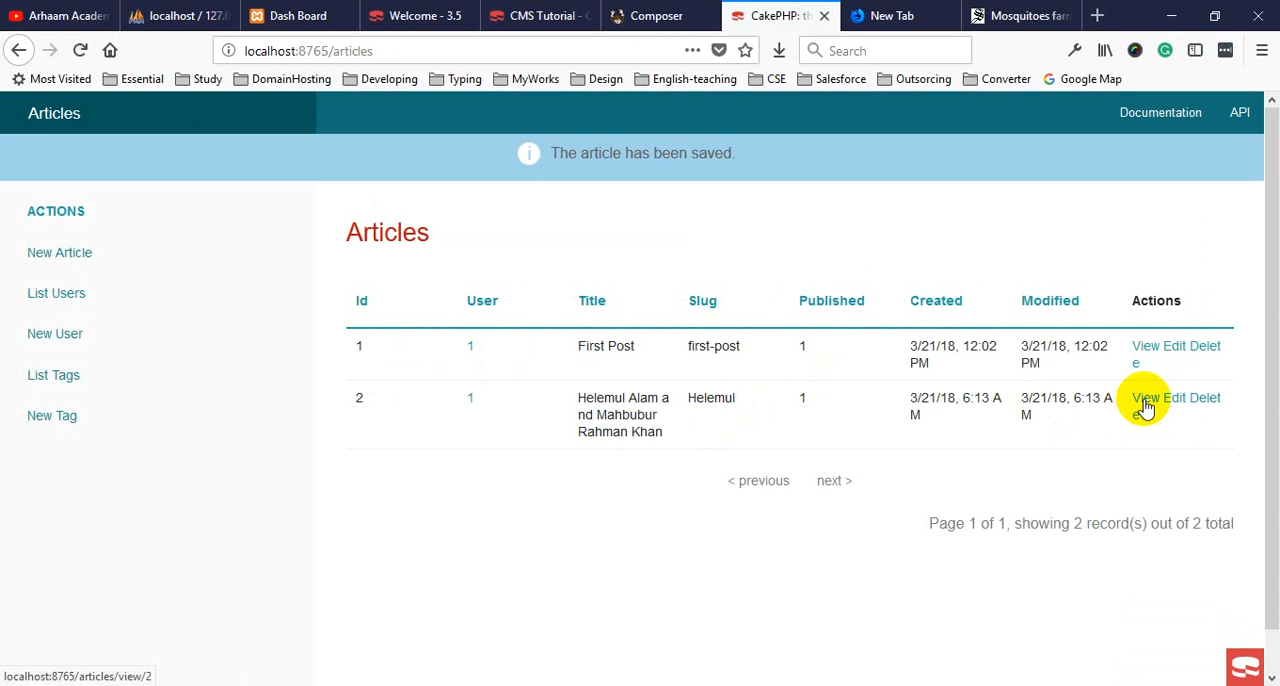 Arhaam Academ
localhost / 127.0
Dash Board
Welcome - 3.5
CMS Tutorial - C
Composer
CakePHP: th
New Tab
Mosquitoes farm
localhost:8765/articles
Search
Most Visited
Essential
Study
DomainHosting
Developing
Typing
MyWorks
Design
English-teaching
CSE
Salesforce
Outsorcing
Converter
Google Map
Articles
Documentation
API
The article has been saved.
ACTIONS
New Article
List Users
New User
List Tags
New Tag
Articles
Id User Title Slug Published Created Modified Actions
1 1 First Post first-post 1 3/21/18, 12:02 3/21/18, 12:02 View Edit Delet
PM PM e
2 1 Helemul Alam a Helemul 1 3/21/18, 6:13 A 3/21/18, 6:13 A View Edit Delet
nd Mahbubur M M e
Rahman Khan
< previous next >
Page 1 of 1, showing 2 record(s) out of 2 total
localhost:8765/articles/view/2